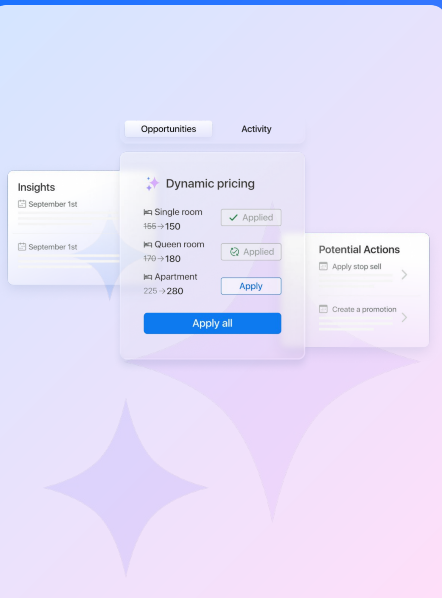 Opportunities
Activity
Insights
September 1st
September 1st
Dynamic pricing
Single room
155→150
Applied
Queen room
170→180
Applied
Apartment
225→280
Apply
Apply all
Potential Actions
Apply stop sell
Create a promotion